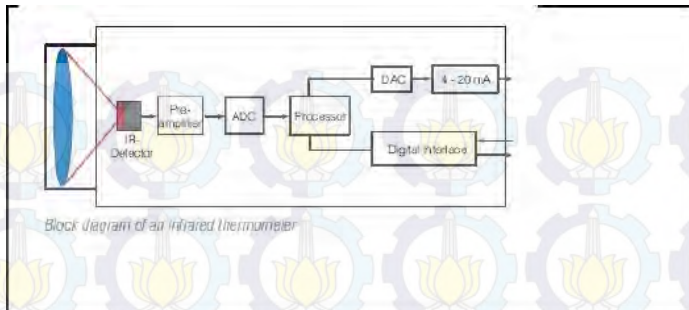 DAC
4 - 20 mA
Pre-
amplifier
ADC
Processor
IR-
Detector
Digital Interface
Block diagram of an infrared thermometer